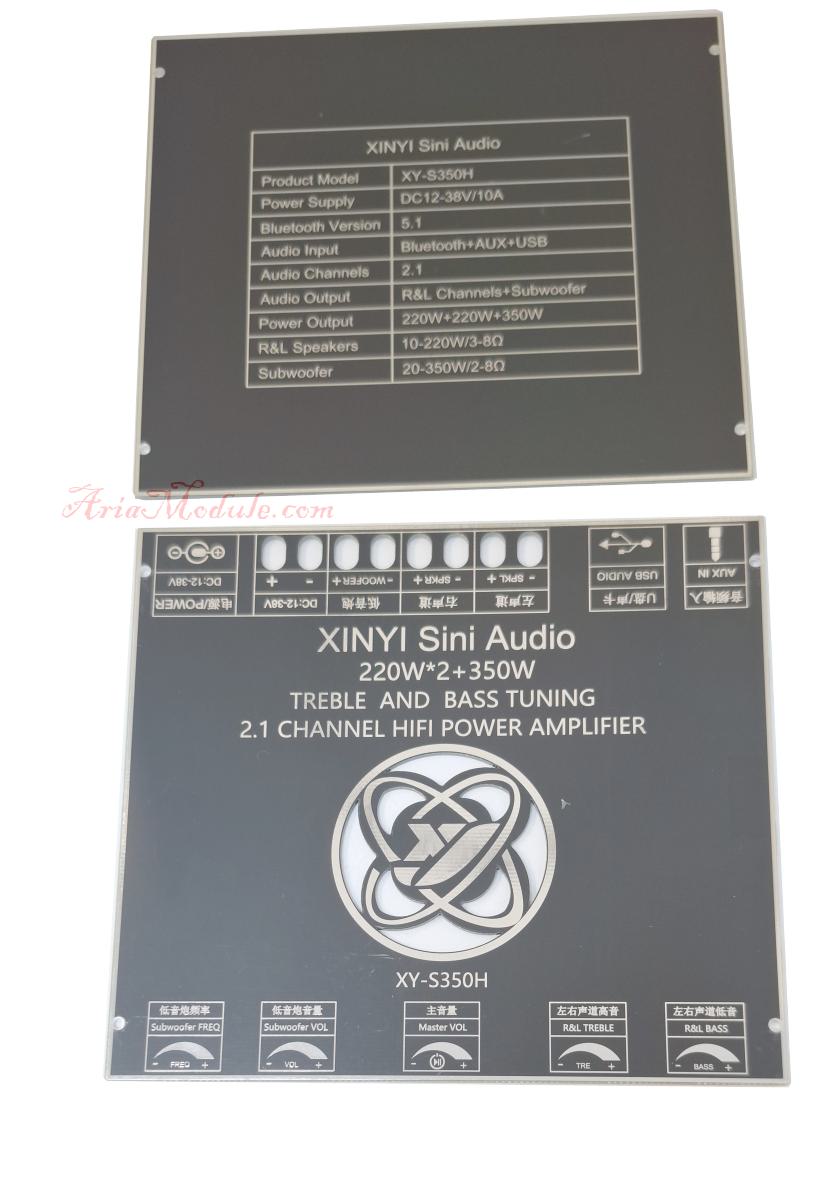 XINYI Sini Audio
Product Model XY-S350H
Power Supply DC12-38V/10A
Bluetooth Version 5.1
Audio Input Bluetooth+AUX+USB
Audio Channels 2.1
Audio Output R&L Channels+Subwoofer
Power Output 220W+220W+350W
R&L Speakers 10-220W/3-8Ω
Subwoofer 20-350W/2-8Ω
AriaModule.com
DC:12-38V + - - WOOFER + - SPKR + - SPKL + USB AUDIO AUX IN
电源/POWER DC:12-38V 低音炮 右声道 左声道 U盘/声卡 音频输入
XINYI Sini Audio
220W*2+350W
TREBLE AND BASS TUNING
2.1 CHANNEL HIFI POWER AMPLIFIER
XY
XY-S350H
低音炮频率 低音炮音量 主音量 左右声道高音 左右声道低音
Subwoofer FREQ Subwoofer VOL Master VOL R&L TREBLE R&L BASS
- FREQ + - VOL + - + - TRE + - BASS +